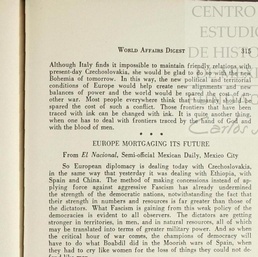 CENTRO
ESTUDIO
DE HISTO
WORLD AFFAIRS DIGEST 315
Although Italy finds it impossible to maintain friendly relations with
present-day Czechoslovakia, she would be glad to do so with the new
Bohemia of tomorrow. In this way, the new political and territorial
conditions of Europe would help create new alignments and new
balances of power and the world would be spared the cost of an-
other war. Most people everywhere think that humanity should be
spared the cost of such a conflict. Those frontiers that have been
traced with ink can be changed with ink. It is quite another thing,
when one has to deal with frontiers traced by the hand of God and
with the blood of men.
* * *
EUROPE MORTGAGING ITS FUTURE
From El Nacional, Semi-official Mexican Daily, Mexico City
So European diplomacy is dealing today with Czechoslovakia,
in the same way that yesterday it was dealing with Ethiopia, with
Spain and China. The method of making concessions instead of ap-
plying force against aggressive Fascism has already undermined
the strength of the democratic nations, notwithstanding the fact that
their strength in numbers and resources is far greater than those of
the dictators. What Fascism is gaining from this weak policy of the
democracies is evident to all observers. The dictators are getting
stronger in territories, in men, and in natural resources, all of which
may be translated into terms of greater military power. And so when
the critical hour of war comes, the champions of democracy will
have to do what Boabdil did in the Moorish wars of Spain, when
they had to cry like women for the loss of things they could not de-